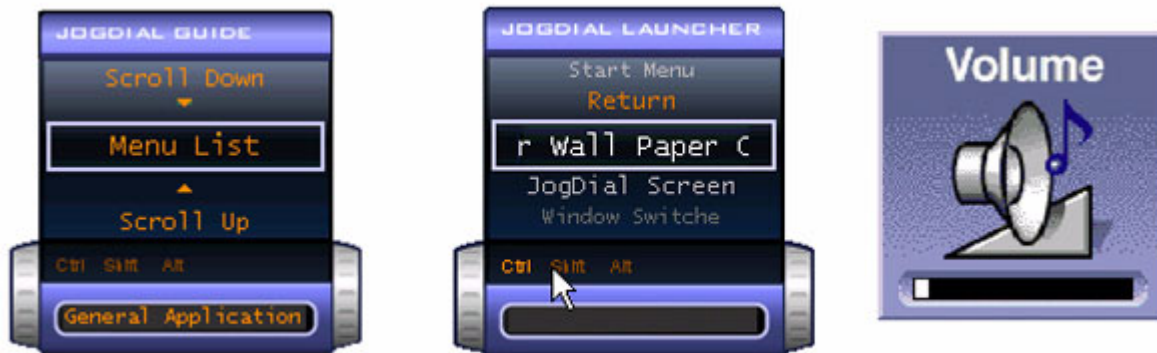 JOGDIAL GUIDE
Scroll Down
Menu List
Scroll Up
Ctrl Shift Alt
General Application
JOGDIAL LAUNCHER
Start Menu
Return
r Wall Paper C
JogDial Screen
Window Switche
Ctrl Shift Alt
Volume